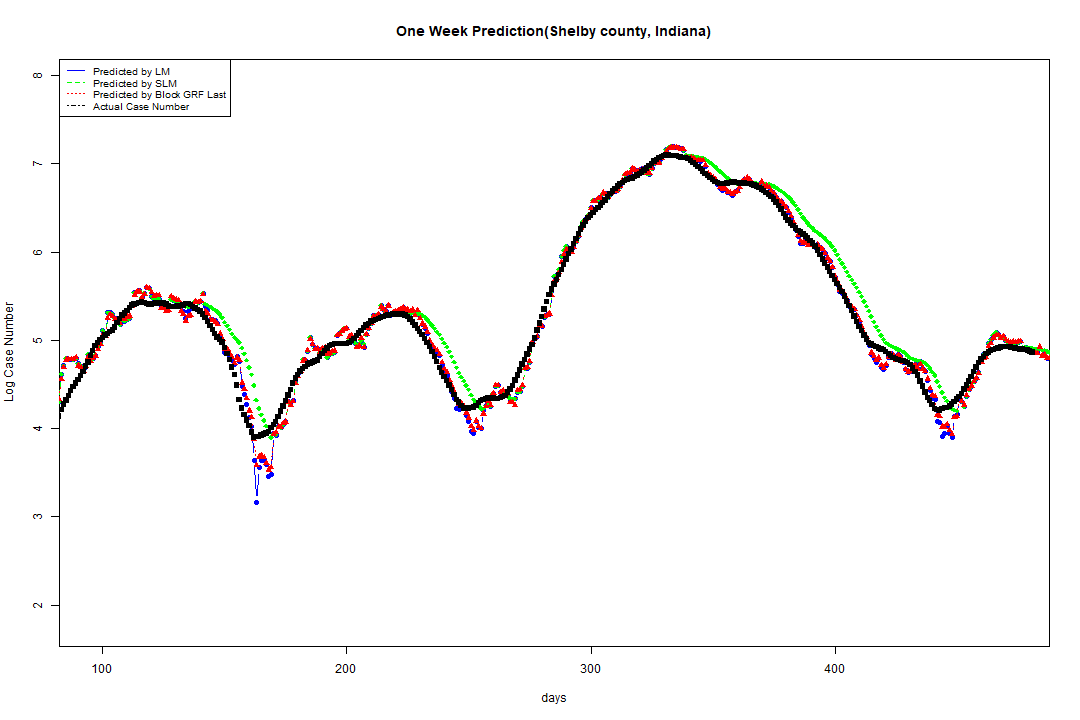 One Week Prediction(Shelby county, Indiana)
Predicted by LM
Predicted by SLM
Predicted by Block GRF Last
Actual Case Number
8
7
6
5
4
3
2
Log Case Number
100
200
300
400
days